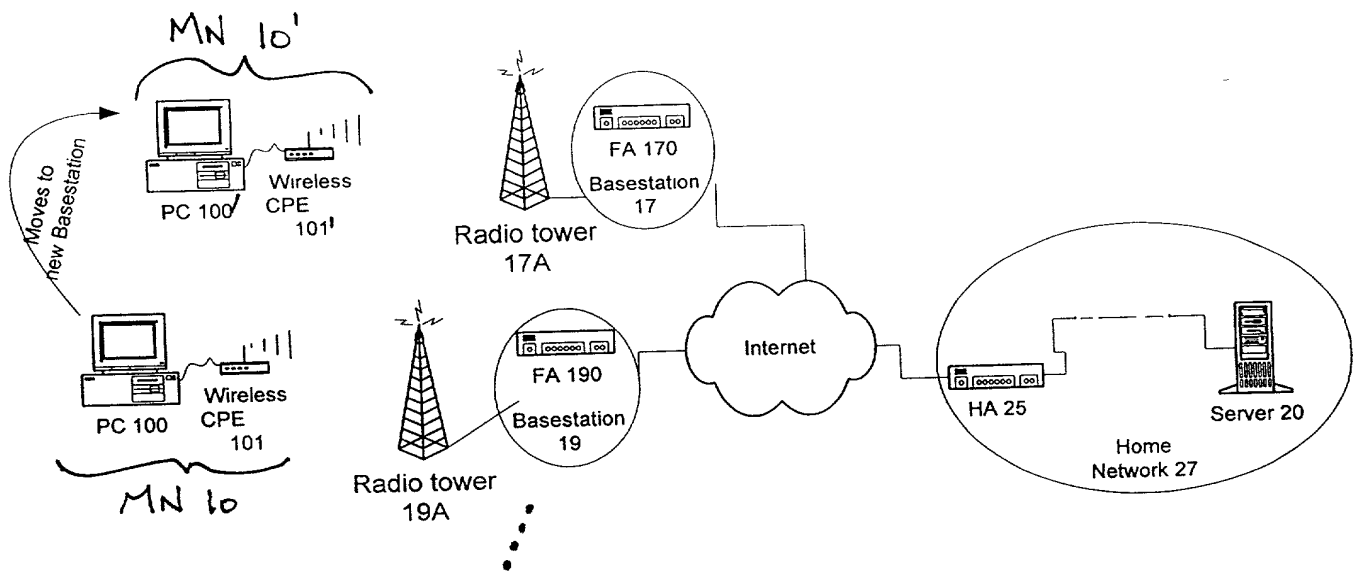 MN 10'
Moves to
new Basestation
PC 100'
Wireless
CPE
101'
FA 170
Basestation
17
Radio tower
17A
PC 100
Wireless
CPE
101
MN 10
FA 190
Basestation
19
Radio tower
19A
Internet
HA 25
Server 20
Home
Network 27